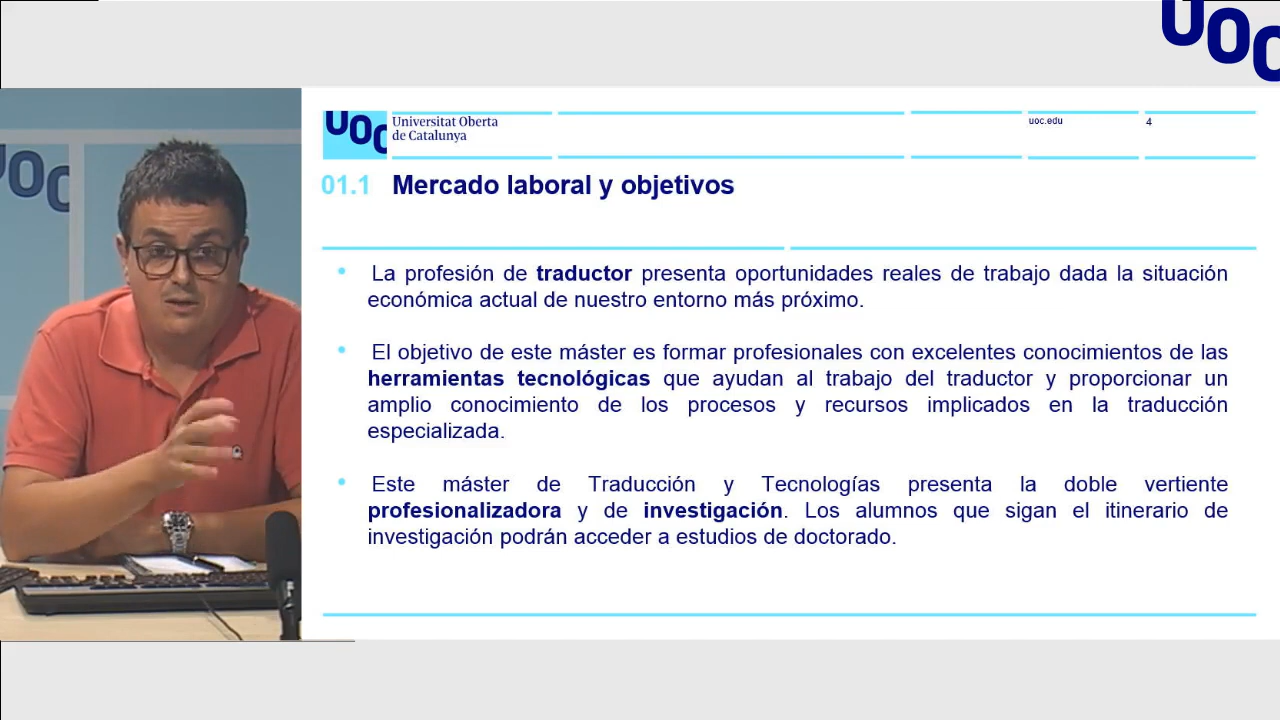 UOC
UOC
UOC
Universitat Oberta
de Catalunya
uoc.edu
4
01.1 Mercado laboral y objetivos
• La profesión de traductor presenta oportunidades reales de trabajo dada la situación
económica actual de nuestro entorno más próximo.
• El objetivo de este máster es formar profesionales con excelentes conocimientos de las
herramientas tecnológicas que ayudan al trabajo del traductor y proporcionar un
amplio conocimiento de los procesos y recursos implicados en la traducción
especializada.
• Este máster de Traducción y Tecnologías presenta la doble vertiente
profesionalizadora y de investigación. Los alumnos que sigan el itinerario de
investigación podrán acceder a estudios de doctorado.